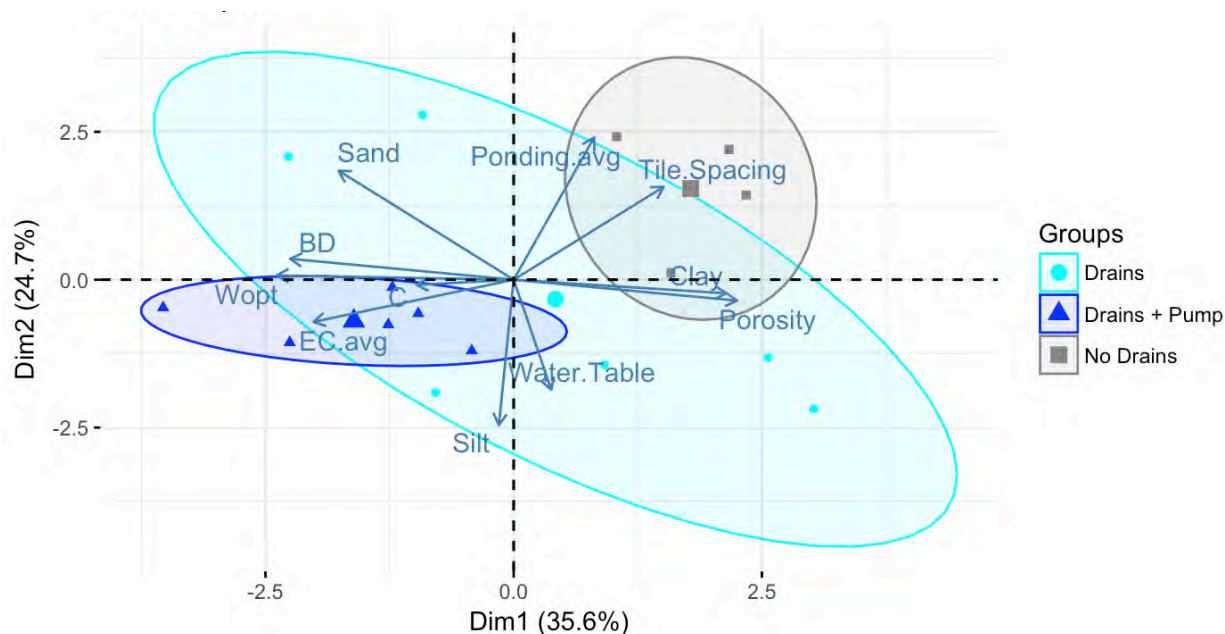 2.5
0.0
-2.5
Dim2 (24.7%)
Sand
Ponding.avg
Tile.Spacing
BD
Wopt
C
EC.avg
Clay
Porosity
Water.Table
Silt
-2.5
0.0
2.5
Dim1 (35.6%)
Groups
Drains
Drains + Pump
No Drains